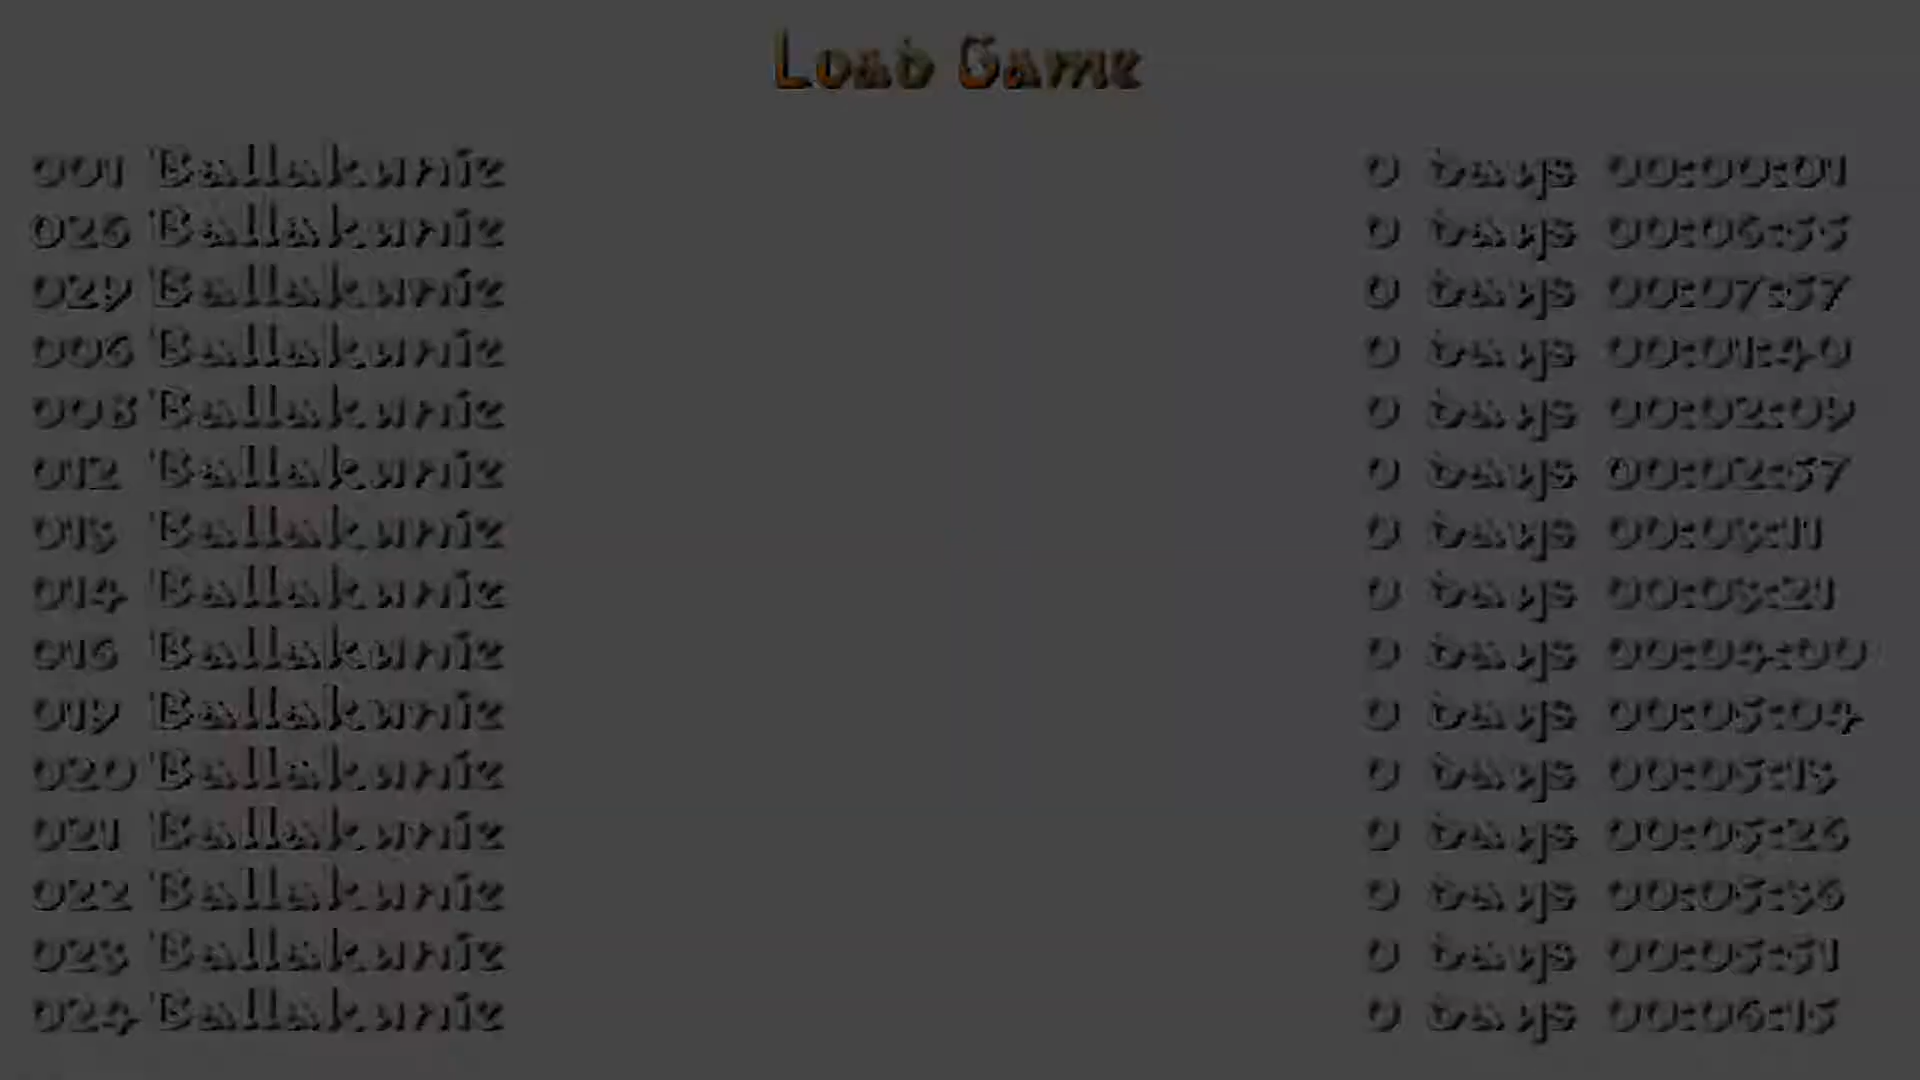 Load Game
001 Ballakunie 0 days 00:00:01
026 Ballakunie 0 days 00:06:55
029 Ballakunie 0 days 00:07:57
006 Ballakunie 0 days 00:01:40
008 Ballakunie 0 days 00:02:09
012 Ballakunie 0 days 00:02:57
013 Ballakunie 0 days 00:03:11
014 Ballakunie 0 days 00:03:21
016 Ballakunie 0 days 00:04:00
019 Ballakunie 0 days 00:05:04
020 Ballakunie 0 days 00:05:13
021 Ballakunie 0 days 00:05:26
022 Ballakunie 0 days 00:05:36
023 Ballakunie 0 days 00:05:51
024 Ballakunie 0 days 00:06:15